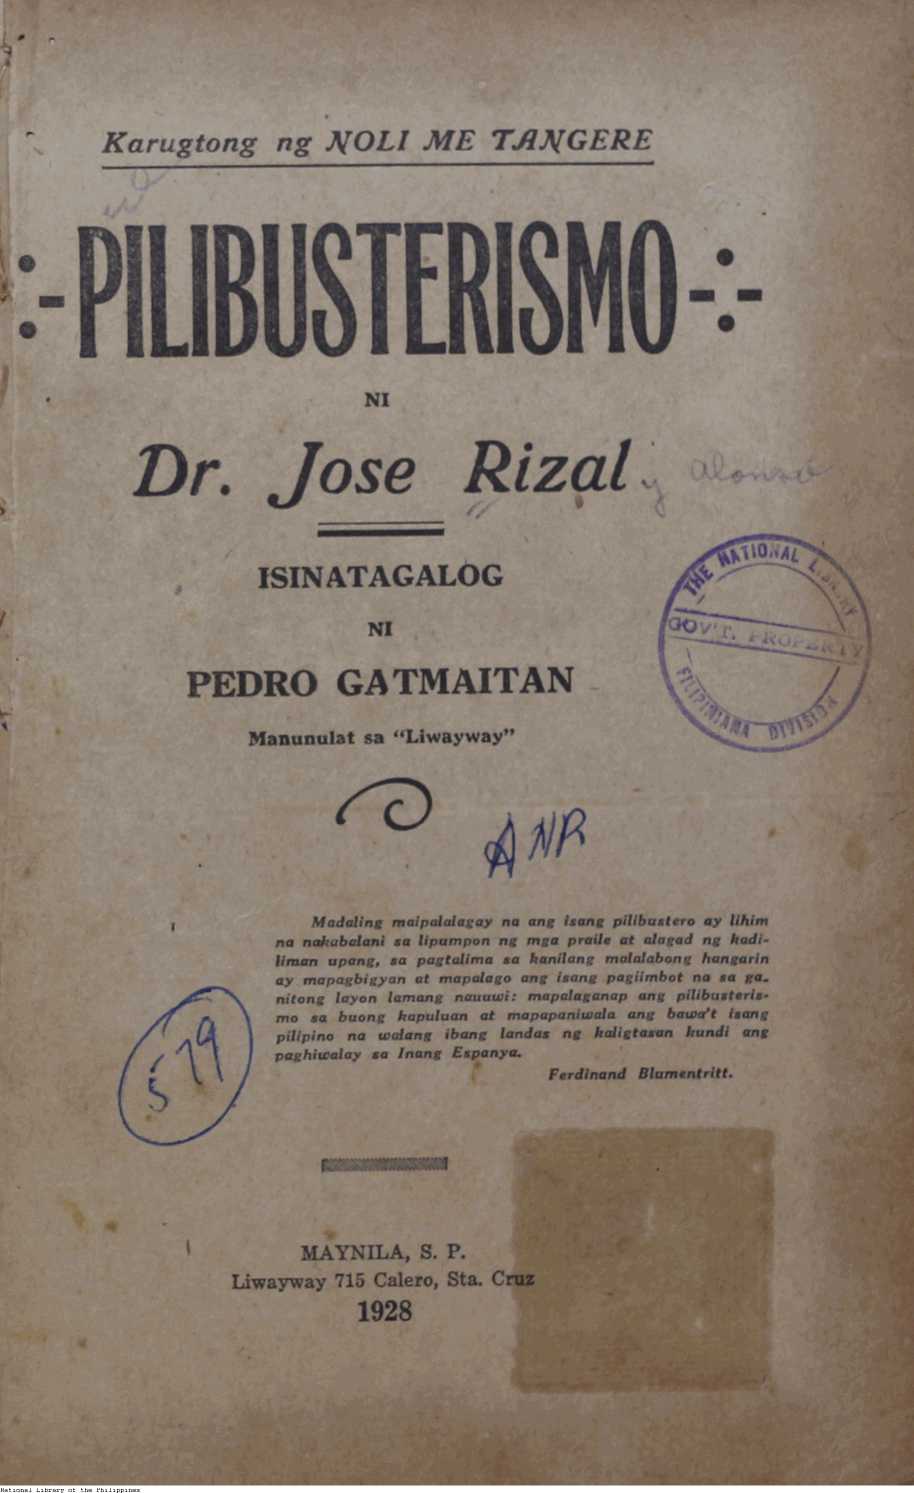 Karugtong ng NOLI ME TANGERE
PILIBUSTERISMO
NI
Dr. Jose Rizal y Alonso
ISINATAGALOG
NI
PEDRO GATMAITAN
Manunulat sa “Liwayway”
THE NATIONAL LIBRARY
GOV'T. PROPERTY
FILIPINIANA DIVISION
ANR
Madaling maipalalagay na ang isang pilibustero ay lihim
na nakabalani sa lipumpon ng mga praile at alagad ng kadi-
liman upang, sa pagtalima sa kanilang malalabong hangarin
ay mapagbigyan at mapalago ang isang pagiimbot na sa ga-
nitong layon lamang nauuwi: mapalaganap ang pilibusteris-
mo sa buong kapuluan at mapapaniwala ang bawa't isang
pilipino na walang ibang landas ng kaligtasan kundi ang
paghiwalay sa Inang Espanya.
Ferdinand Blumentritt.
579
MAYNILA, S. P.
Liwayway 715 Calero, Sta. Cruz
1928
National Library of the Philippines